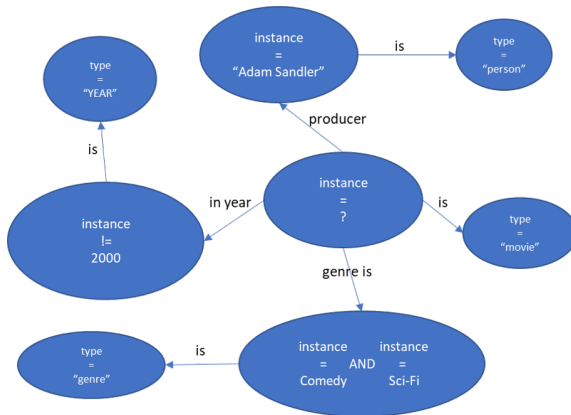 instance
=
"Adam Sandler"
is
type
=
"person"
type
=
"YEAR"
producer
is
instance
=
?
in year
is
instance
!=
2000
type
=
"movie"
genre is
instance instance
= AND =
Comedy Sci-Fi
is
type
=
"genre"